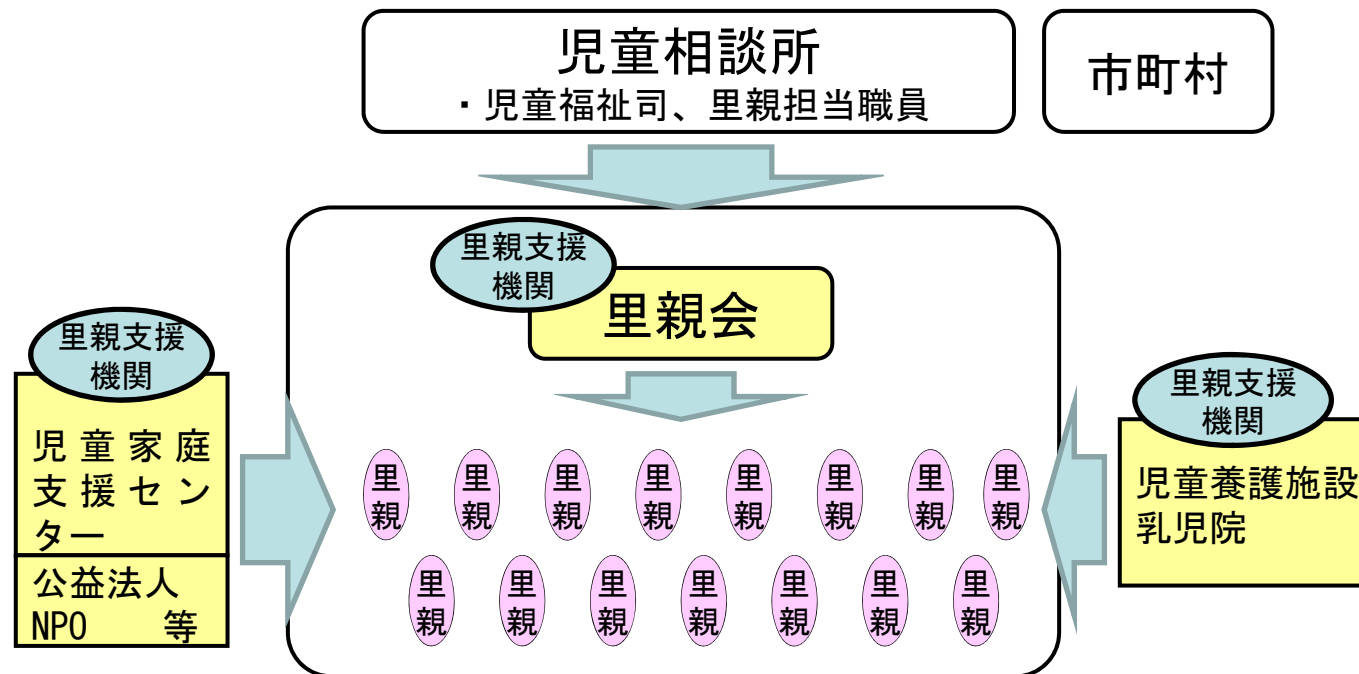 児童相談所
・児童福祉司、里親担当職員
市町村
里親支援
機関
里親会
里親支援
機関
児童家庭
支援セン
ター
公益法人
NPO 等
里親支援
機関
児童養護施設
乳児院
里
親
里
親
里
親
里
親
里
親
里
親
里
親
里
親
里
親
里
親
里
親
里
親
里
親
里
親
里
親